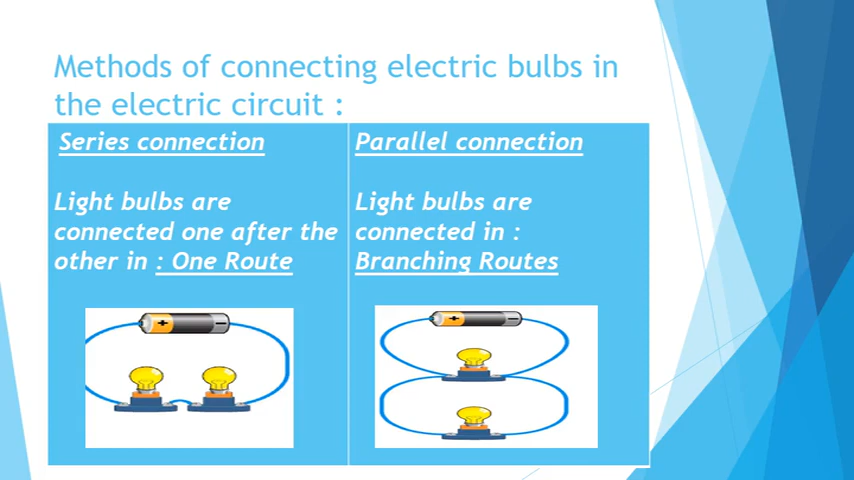 Methods of connecting electric bulbs in
the electric circuit :
Series connection
Light bulbs are
connected one after the
other in : One Route
Parallel connection
Light bulbs are
connected in :
Branching Routes
+ –
+ –